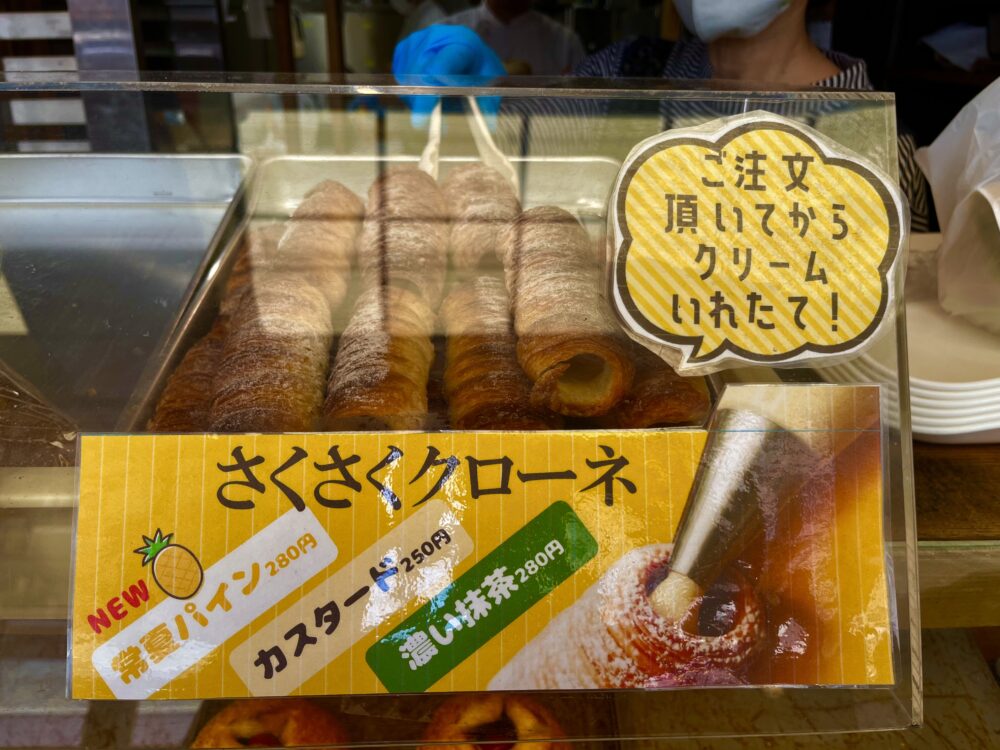 ご注文
頂いてから
クリーム
いれたて!
さくさくクローネ
NEW
常夏パイン280円
カスタード250円
濃い抹茶280円